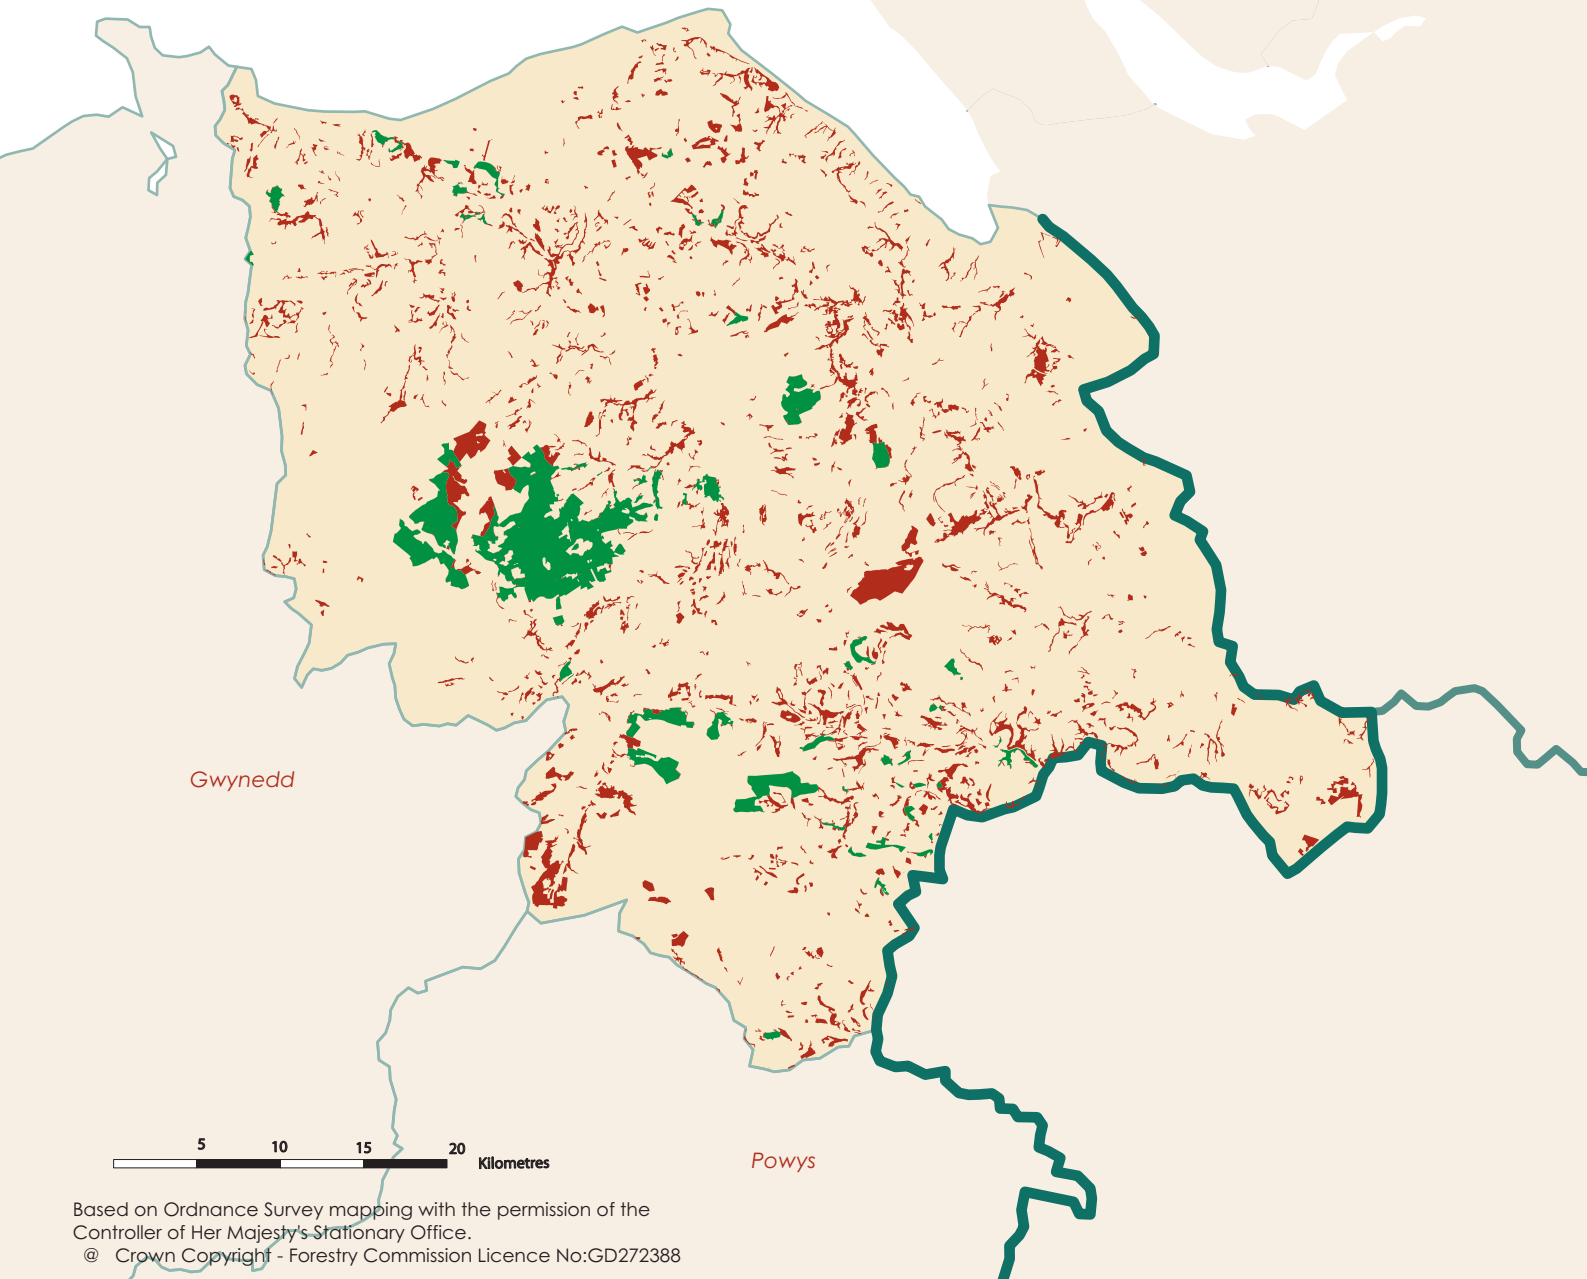 Gwynedd
5 10 15 20
Kilometres
Powys
Based on Ordnance Survey mapping with the permission of the
Controller of Her Majesty's Stationary Office.
@ Crown Copyright - Forestry Commission Licence No:GD272388